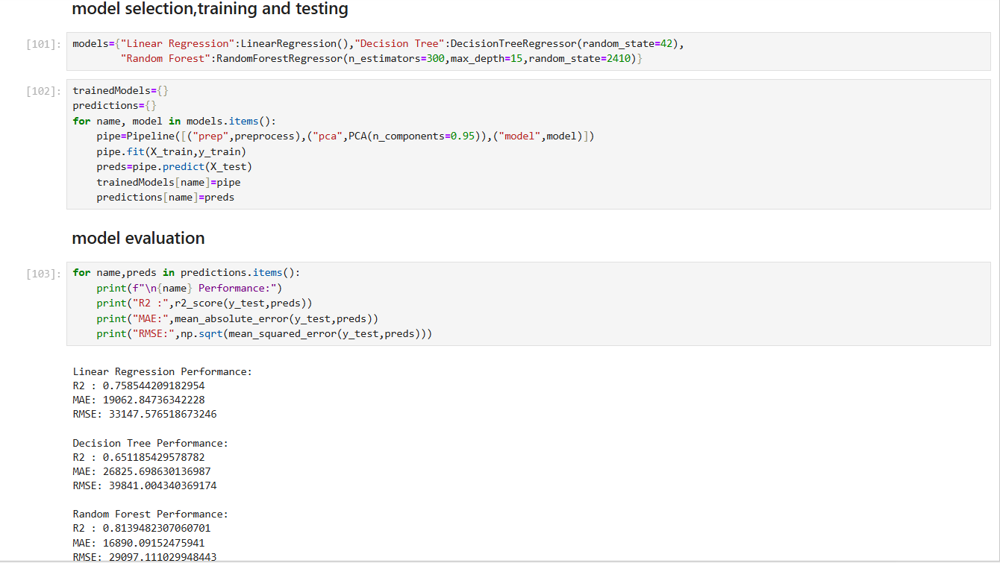 model selection,training and testing
[101]: models={"Linear Regression":LinearRegression(),"Decision Tree":DecisionTreeRegressor(random_state=42),
"Random Forest":RandomForestRegressor(n_estimators=300,max_depth=15,random_state=2410)}
[102]: trainedModels={}
predictions={}
for name, model in models.items():
pipe=Pipeline([("prep",preprocess),("pca",PCA(n_components=0.95)),("model",model)])
pipe.fit(X_train,y_train)
preds=pipe.predict(X_test)
trainedModels[name]=pipe
predictions[name]=preds
model evaluation
[103]: for name,preds in predictions.items():
print(f"\n{name} Performance:")
print("R2 :",r2_score(y_test,preds))
print("MAE:",mean_absolute_error(y_test,preds))
print("RMSE:",np.sqrt(mean_squared_error(y_test,preds)))
Linear Regression Performance:
R2 : 0.758544209182954
MAE: 19062.84736342228
RMSE: 33147.576518673246
Decision Tree Performance:
R2 : 0.651185429578782
MAE: 26825.698630136987
RMSE: 39841.004340369174
Random Forest Performance:
R2 : 0.8139482307060701
MAE: 16890.09152475941
RMSE: 29097.111029948443